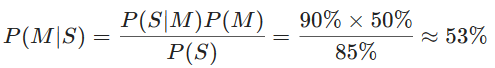 P(M|S) = P(S|M)P(M) / P(S) = 90% × 50% / 85% ≈ 53%